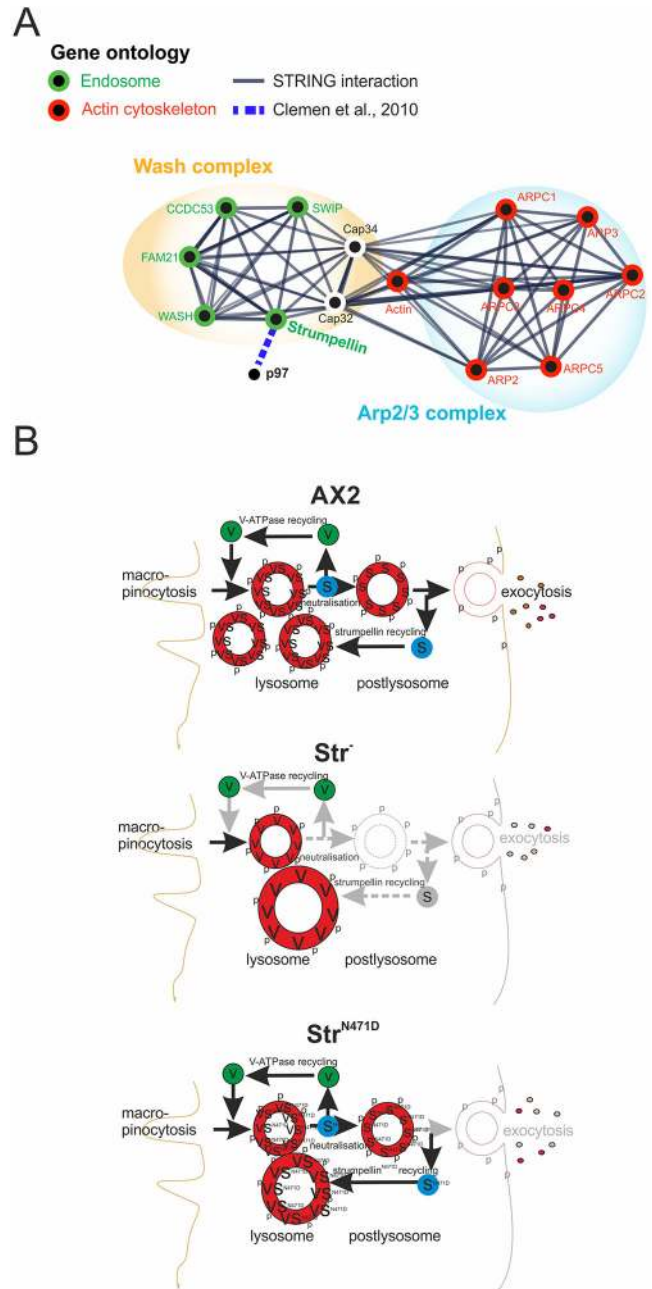 A
Gene ontology
Endosome
STRING interaction
Actin cytoskeleton
Clemen et al., 2010
Wash complex
CCDC53
SWIP
ARPC1
ARP3
Cap34
FAM21
ARPC2
Actin
ARPC4
WASH
Cap32
Strumpellin
p97
ARP2
ARPC5
Arp2/3 complex
B
AX2
V-ATPase recycling
V
V
macro-
pinocytosis
S
neutralisation
exocytosis
strumpellin recycling
S
lysosome
postlysosome
Str-
V-ATPase recycling
V
V
macro-
pinocytosis
neutralisation
exocytosis
strumpellin recycling
S
lysosome
postlysosome
StrN471D
V-ATPase recycling
V
V
macro-
pinocytosis
S
neutralisation
exocytosis
strumpellinN471D recycling
SN471D
lysosome
postlysosome